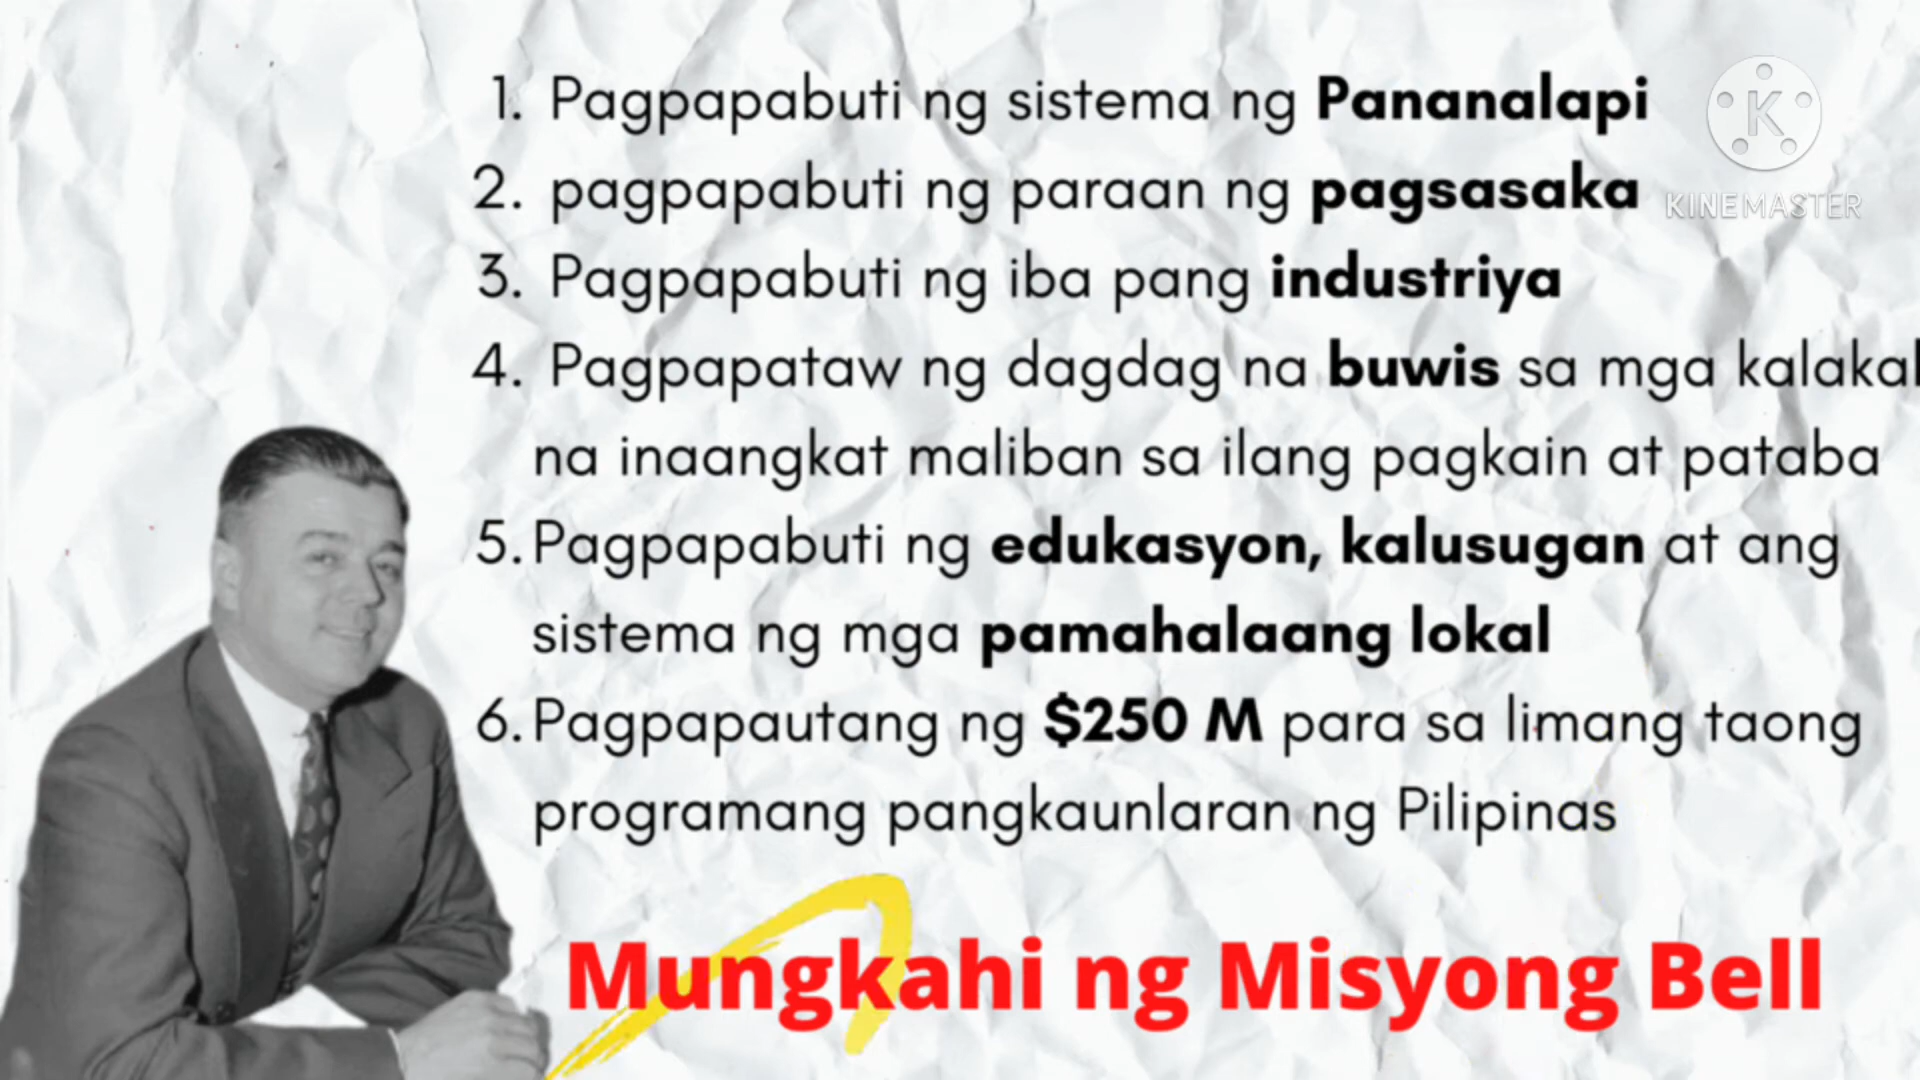 1. Pagpapabuti ng sistema ng Pananalapi
2. pagpapabuti ng paraan ng pagsasaka
3. Pagpapabuti ng iba pang industriya
4. Pagpapataw ng dagdag na buwis sa mga kalakal
na inaangkat maliban sa ilang pagkain at pataba
5. Pagpapabuti ng edukasyon, kalusugan at ang
sistema ng mga pamahalaang lokal
6. Pagpapautang ng $250 M para sa limang taong
programang pangkaunlaran ng Pilipinas
Mungkahi ng Misyong Bell
K
KINEMASTER